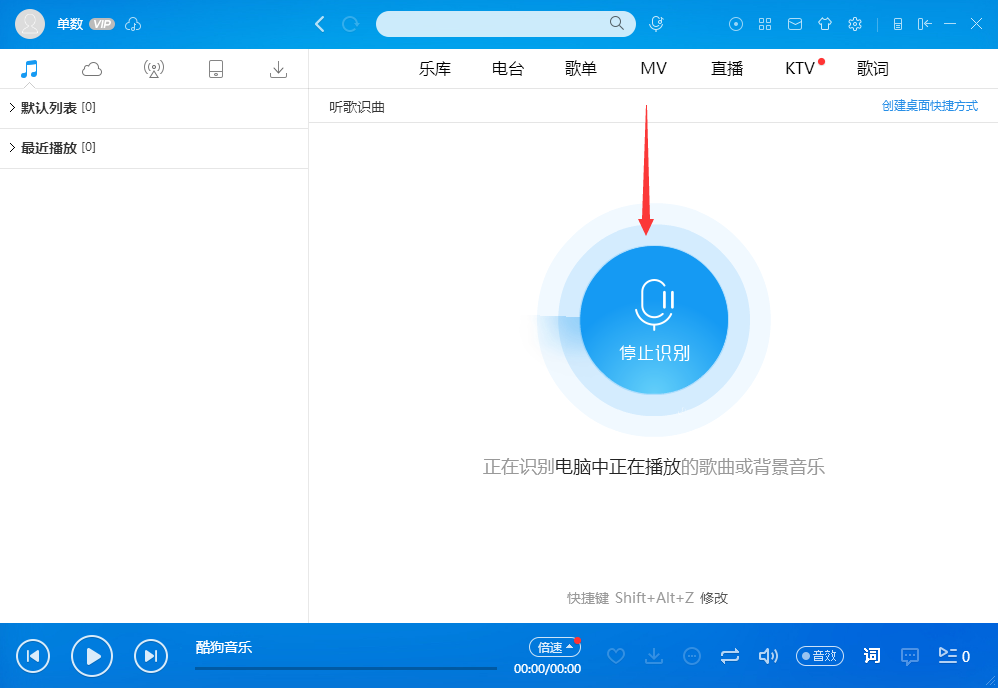 单数 VIP
乐库 电台 歌单 MV 直播 KTV 歌词
默认列表 [0]
最近播放 [0]
听歌识曲 创建桌面快捷方式
停止识别
正在识别电脑中正在播放的歌曲或背景音乐
快捷键 Shift+Alt+Z 修改
酷狗音乐
倍速
00:00/00:00
音效
词
0